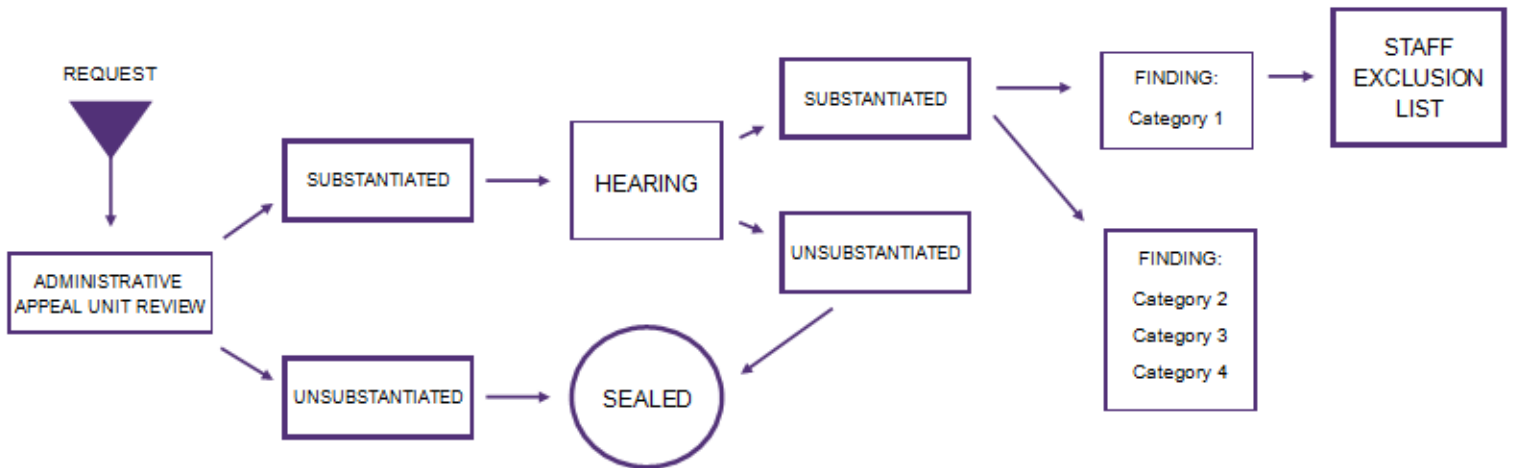 REQUEST
ADMINISTRATIVE
APPEAL UNIT REVIEW
SUBSTANTIATED
UNSUBSTANTIATED
HEARING
SEALED
SUBSTANTIATED
UNSUBSTANTIATED
FINDING:
Category 1
FINDING:
Category 2
Category 3
Category 4
STAFF
EXCLUSION
LIST